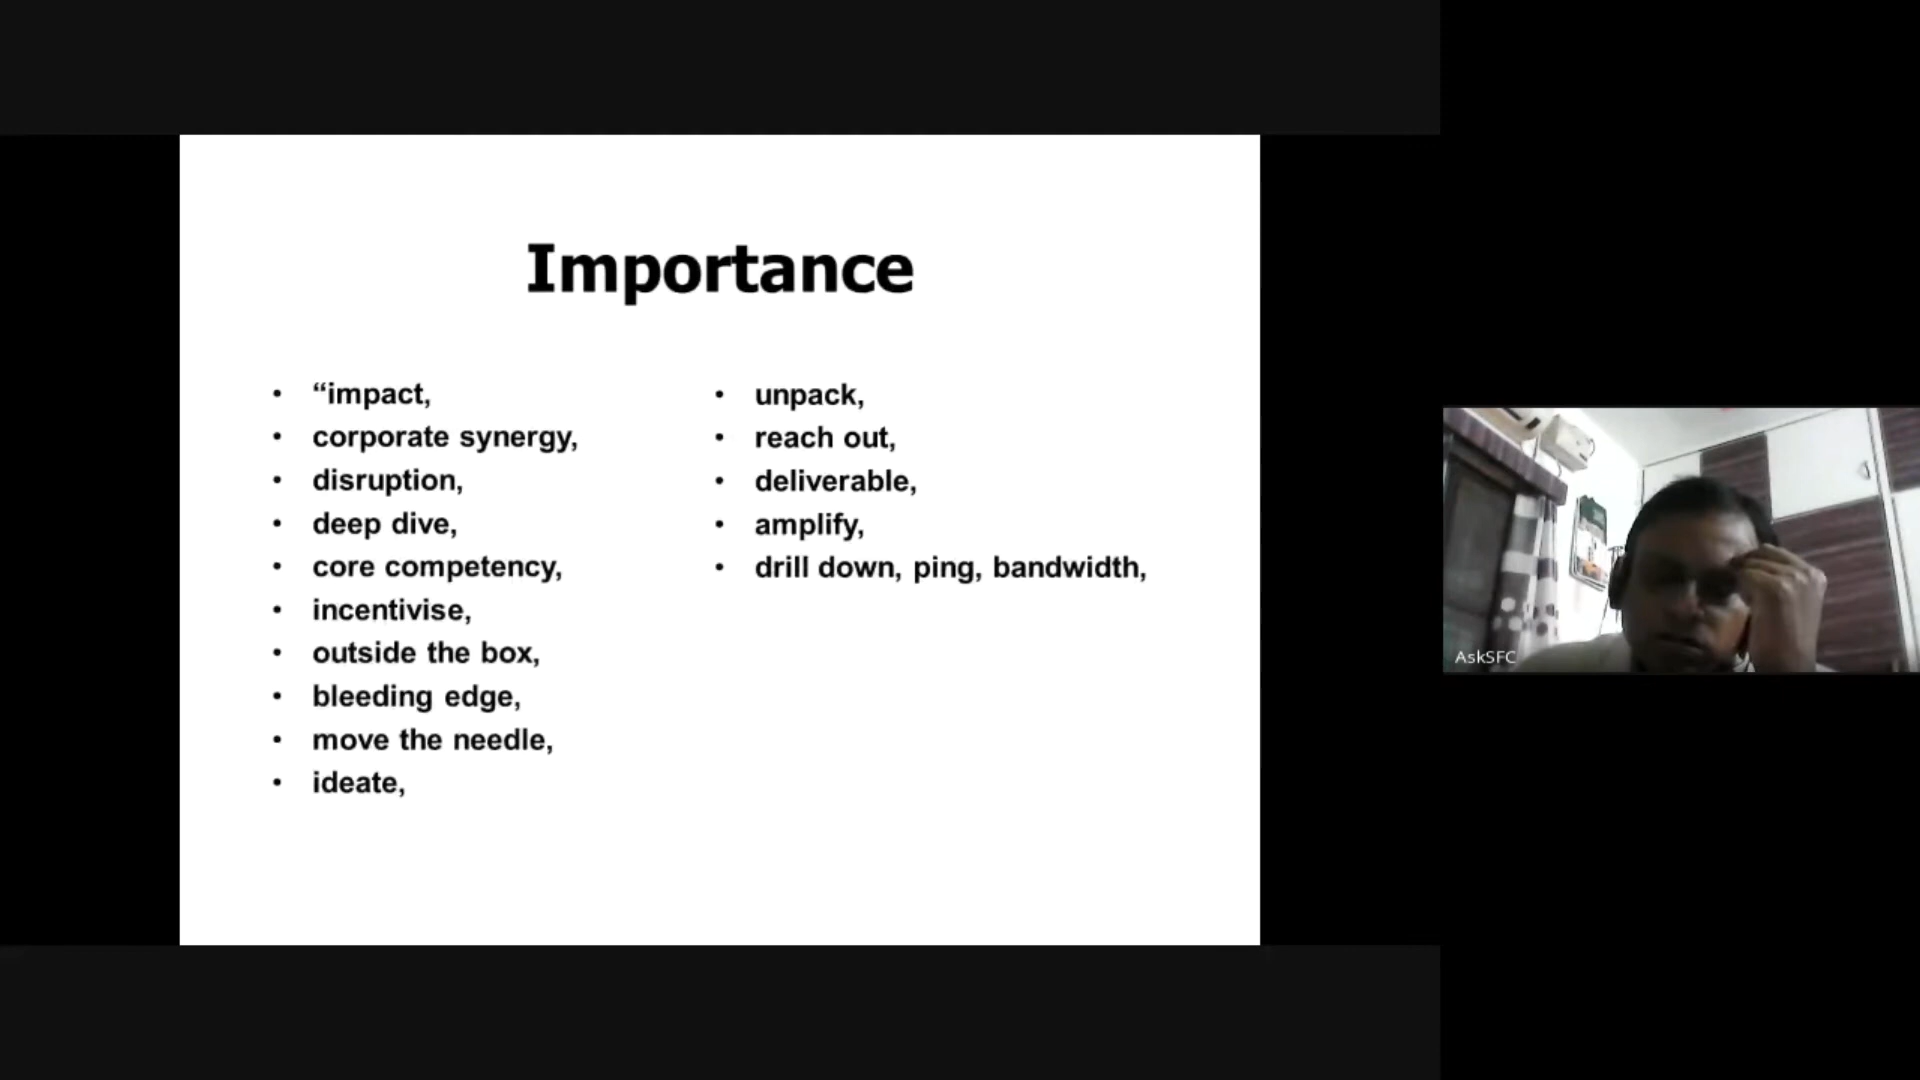 Importance
“impact,
corporate synergy,
disruption,
deep dive,
core competency,
incentivise,
outside the box,
bleeding edge,
move the needle,
ideate,
unpack,
reach out,
deliverable,
amplify,
drill down, ping, bandwidth,
AskSFC